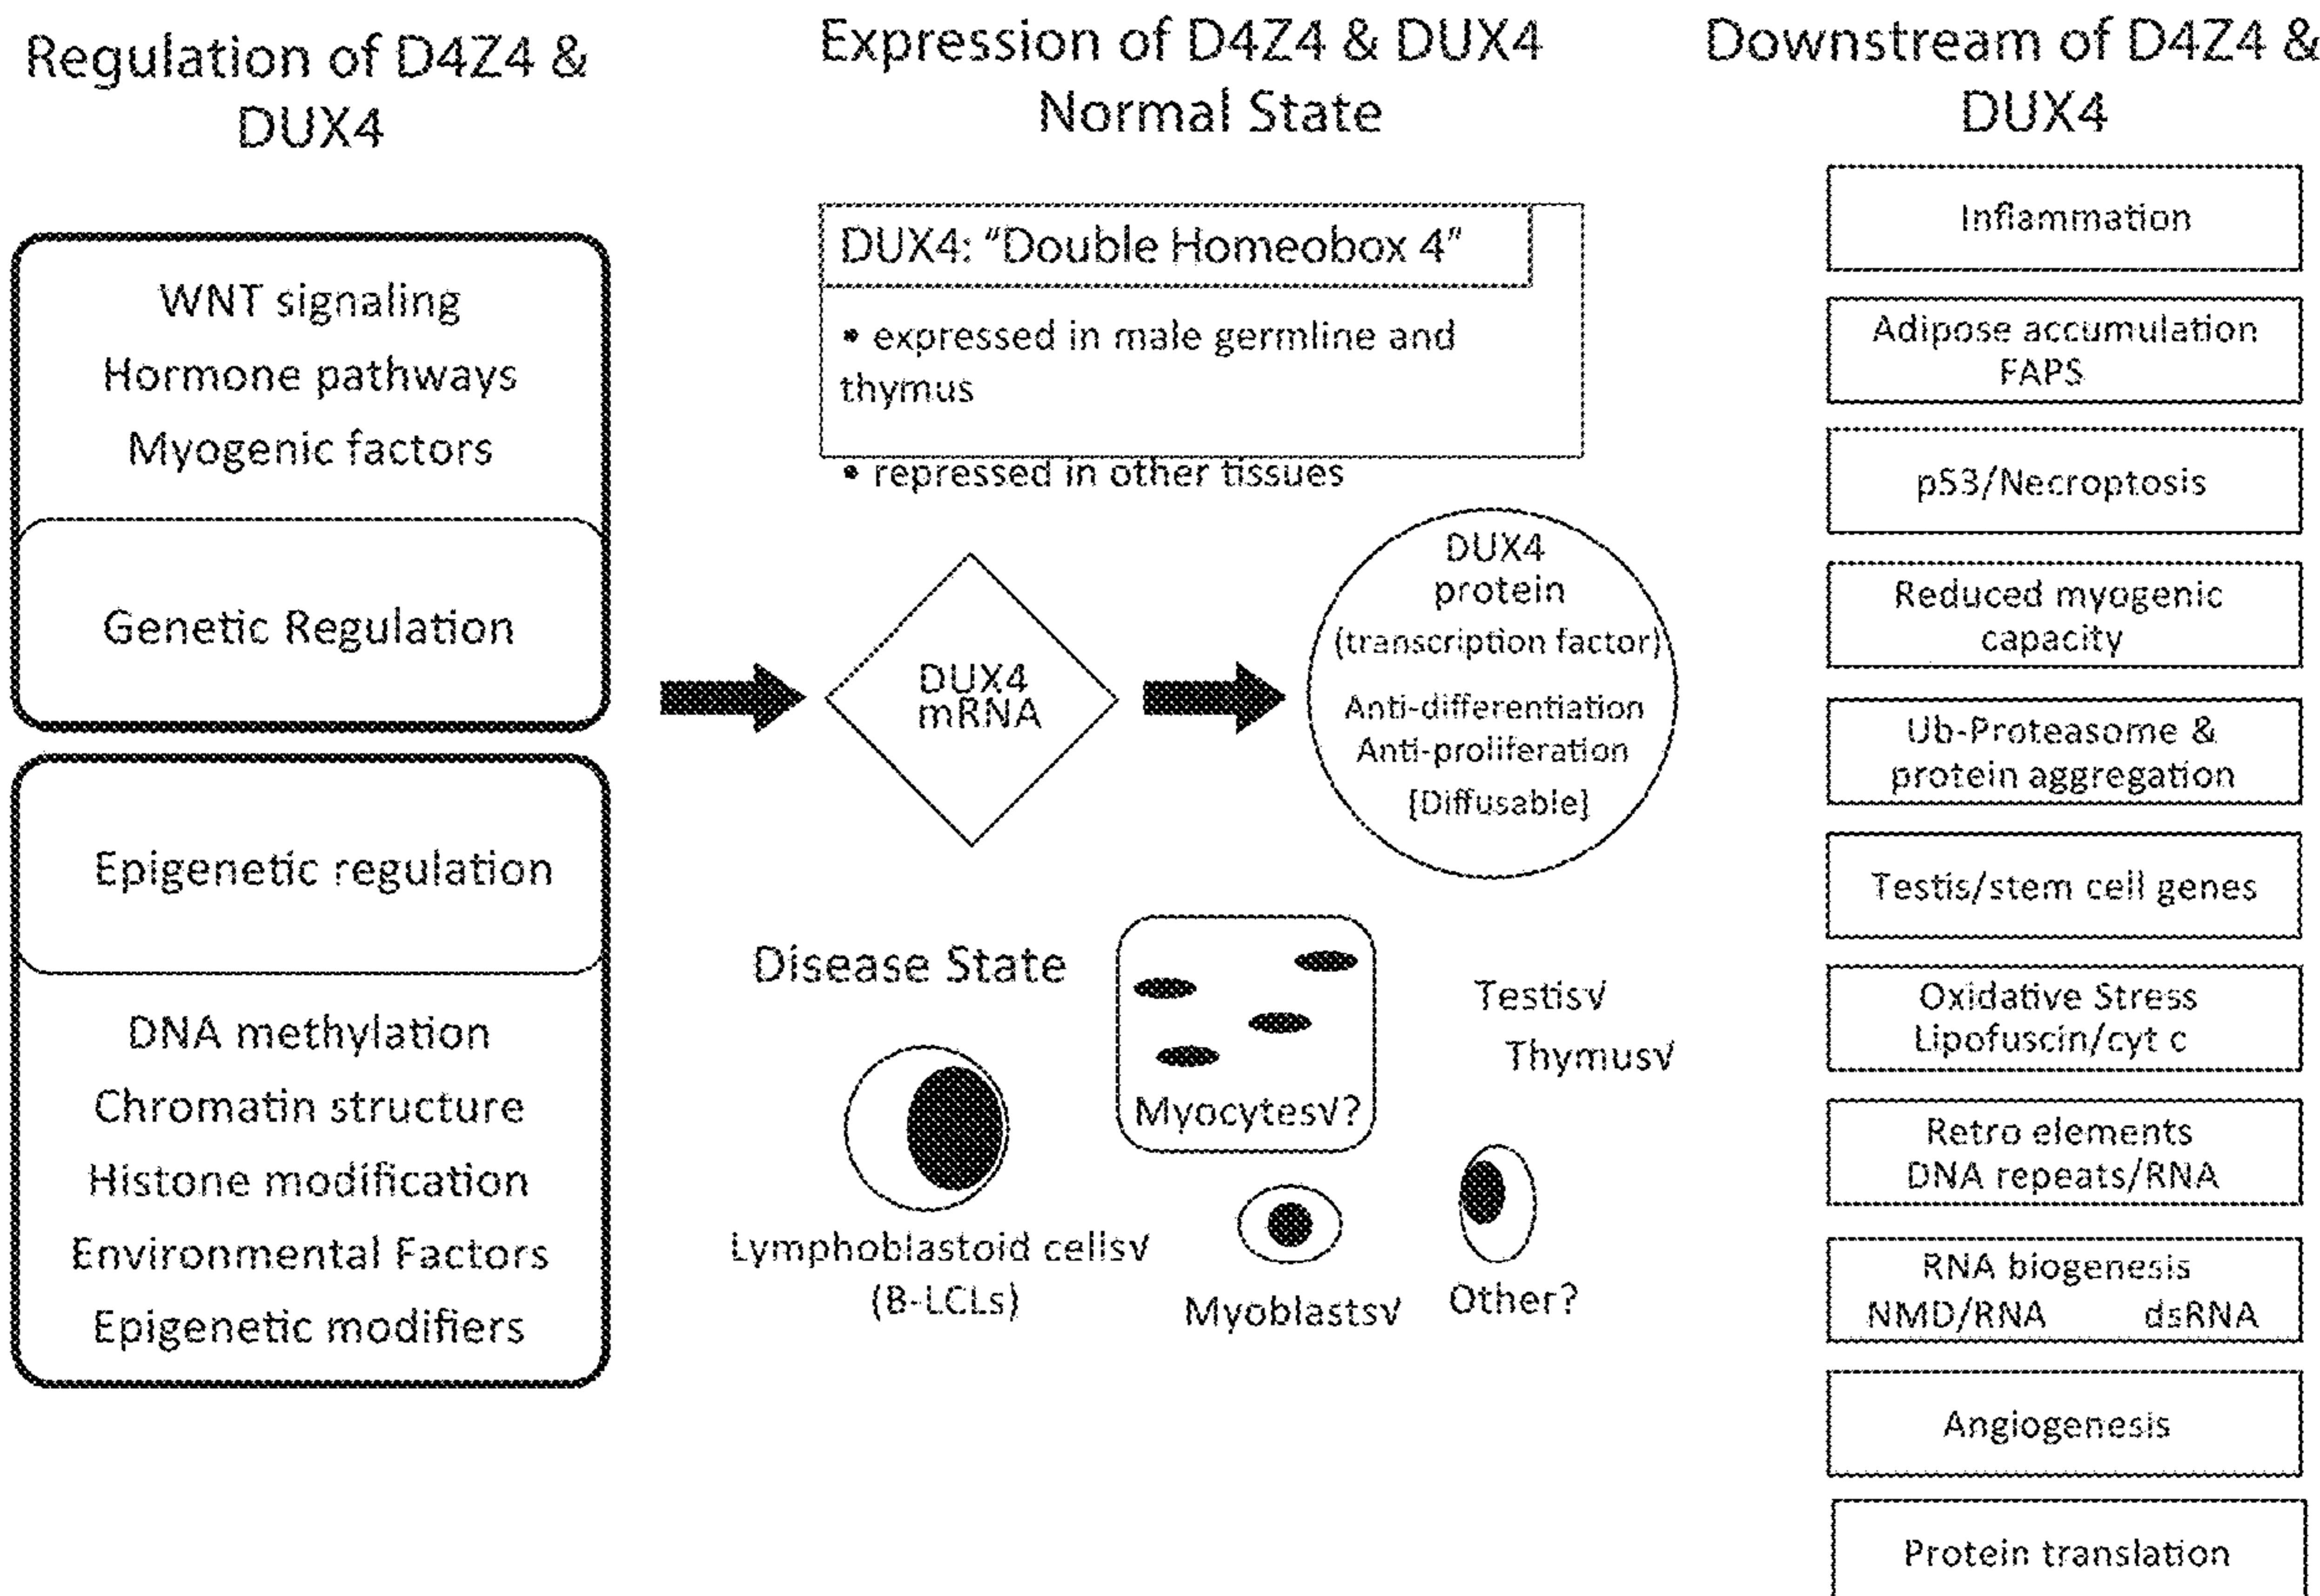 Regulation of D4Z4 &
DUX4
WNT signaling
Hormone pathways
Myogenic factors
Genetic Regulation
Epigenetic regulation
DNA methylation
Chromatin structure
Histone modification
Environmental Factors
Epigenetic modifiers
Expression of D4Z4 & DUX4
Normal State
DUX4: "Double Homeobox 4"
• expressed in male germline and
thymus
• repressed in other tissues
DUX4
mRNA
DUX4
protein
(transcription factor)
Anti-differentiation
Anti-proliferation
[Diffusable]
Disease State
Lymphoblastoid cells√
(B-LCLs)
Myocytes√?
Myoblasts√
Testis√
Thymus√
Other?
Downstream of D4Z4 &
DUX4
Inflammation
Adipose accumulation
FAPS
p53/Necroptosis
Reduced myogenic
capacity
Ub-Proteasome &
protein aggregation
Testis/stem cell genes
Oxidative Stress
Lipofuscin/cyt c
Retro elements
DNA repeats/RNA
RNA biogenesis
NMD/RNA dsRNA
Angiogenesis
Protein translation